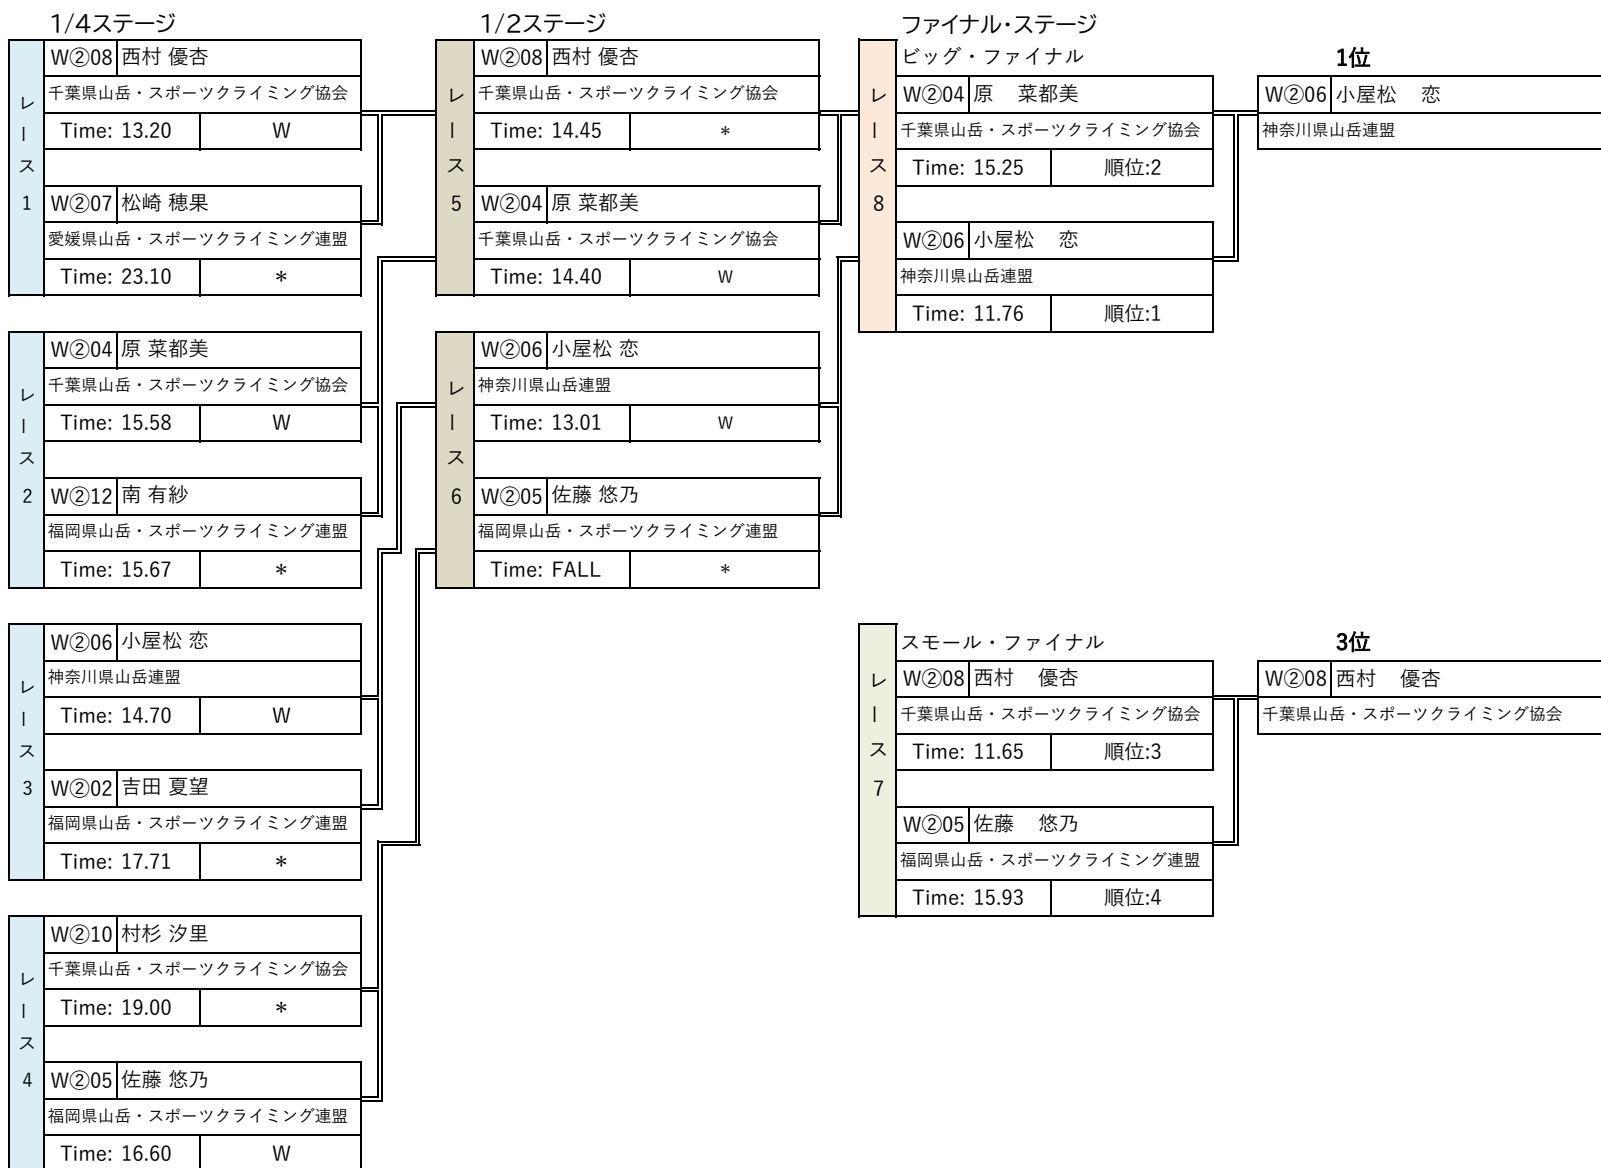 1/4ステージ
レース1
W②08 西村 優杏
千葉県山岳・スポーツクライミング協会
Time: 13.20 W
W②07 松崎 穂果
愛媛県山岳・スポーツクライミング連盟
Time: 23.10 *
レース2
W②04 原 菜都美
千葉県山岳・スポーツクライミング協会
Time: 15.58 W
W②12 南 有紗
福岡県山岳・スポーツクライミング連盟
Time: 15.67 *
レース3
W②06 小屋松 恋
神奈川県山岳連盟
Time: 14.70 W
W②02 吉田 夏望
福岡県山岳・スポーツクライミング連盟
Time: 17.71 *
レース4
W②10 村杉 汐里
千葉県山岳・スポーツクライミング協会
Time: 19.00 *
W②05 佐藤 悠乃
福岡県山岳・スポーツクライミング連盟
Time: 16.60 W
1/2ステージ
レース5
W②08 西村 優杏
千葉県山岳・スポーツクライミング協会
Time: 14.45 *
W②04 原 菜都美
千葉県山岳・スポーツクライミング協会
Time: 14.40 W
レース6
W②06 小屋松 恋
神奈川県山岳連盟
Time: 13.01 W
W②05 佐藤 悠乃
福岡県山岳・スポーツクライミング連盟
Time: FALL *
ファイナル・ステージ
レース8
ビッグ・ファイナル
W②04 原 菜都美
千葉県山岳・スポーツクライミング協会
Time: 15.25 順位:2
W②06 小屋松 恋
神奈川県山岳連盟
Time: 11.76 順位:1
1位
W②06 小屋松 恋
神奈川県山岳連盟
レース7
スモール・ファイナル
W②08 西村 優杏
千葉県山岳・スポーツクライミング協会
Time: 11.65 順位:3
W②05 佐藤 悠乃
福岡県山岳・スポーツクライミング連盟
Time: 15.93 順位:4
3位
W②08 西村 優杏
千葉県山岳・スポーツクライミング協会